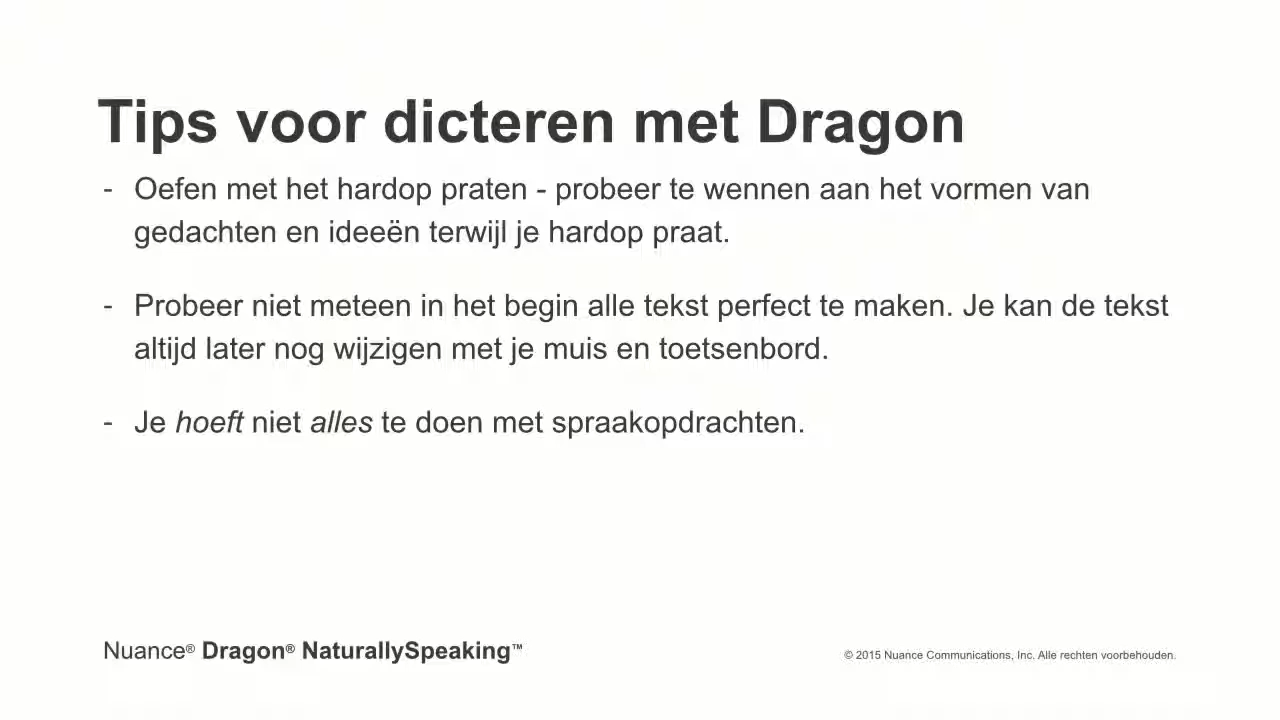 Tips voor dicteren met Dragon
- Oefen met het hardop praten - probeer te wennen aan het vormen van
gedachten en ideeën terwijl je hardop praat.
- Probeer niet meteen in het begin alle tekst perfect te maken. Je kan de tekst
altijd later nog wijzigen met je muis en toetsenbord.
- Je hoeft niet alles te doen met spraakopdrachten.
Nuance® Dragon® NaturallySpeaking™
© 2015 Nuance Communications, Inc. Alle rechten voorbehouden.